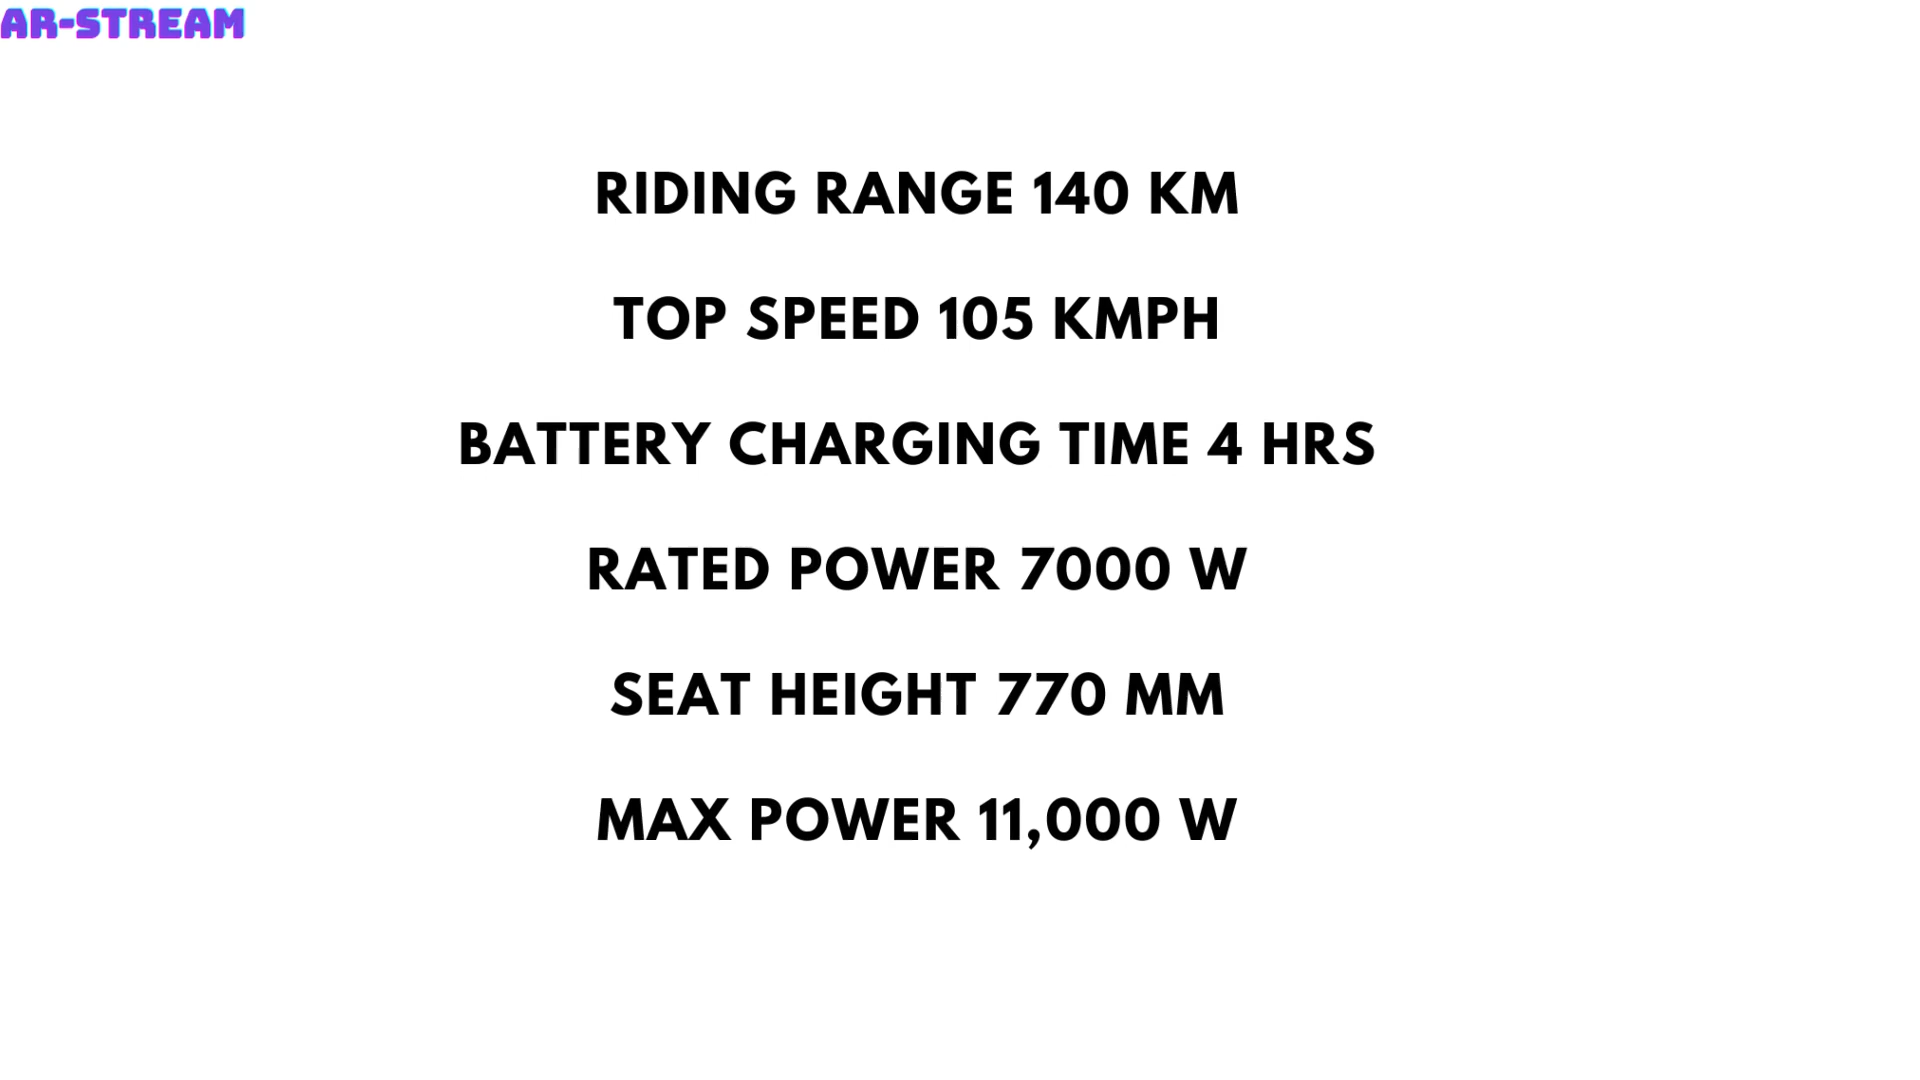 AR-STREAM
RIDING RANGE 140 KM
TOP SPEED 105 KMPH
BATTERY CHARGING TIME 4 HRS
RATED POWER 7000 W
SEAT HEIGHT 770 MM
MAX POWER 11,000 W